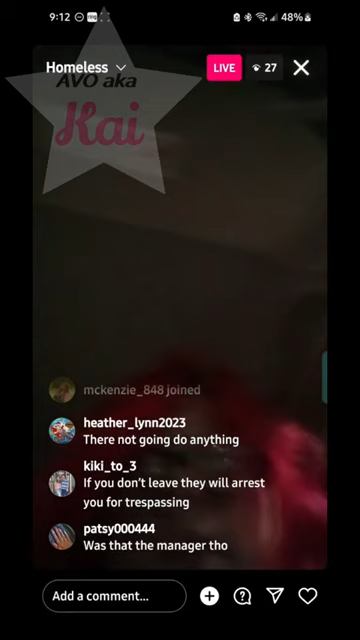 9:12
ring
48%
Homeless
LIVE
27
AVO aka
Kai
mckenzie_848 joined
heather_lynn2023
There not going do anything
kiki_to_3
If you don't leave they will arrest
you for trespassing
patsy000444
Was that the manager tho
Add a comment...